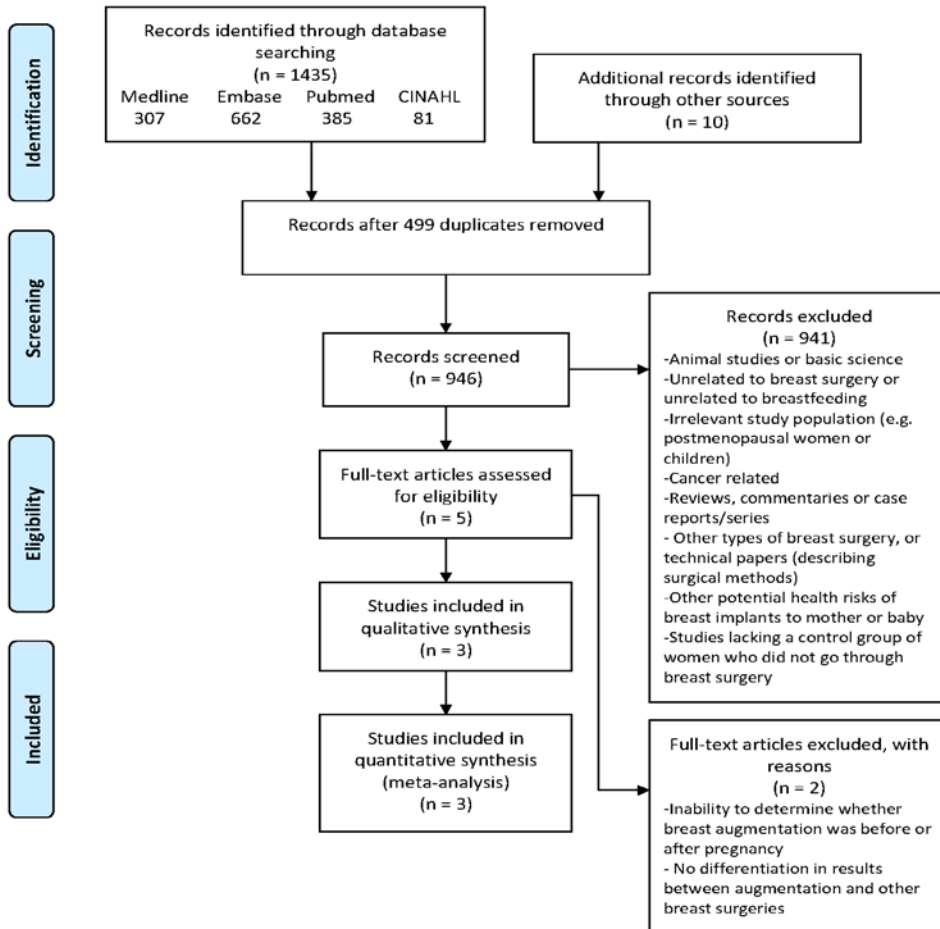 Identification
Records identified through database
searching
(n = 1435)
Medline Embase Pubmed CINAHL
307 662 385 81
Additional records identified
through other sources
(n = 10)
Records after 499 duplicates removed
Screening
Records screened
(n = 946)
Records excluded
(n = 941)
-Animal studies or basic science
-Unrelated to breast surgery or
unrelated to breastfeeding
-Irrelevant study population (e.g.
postmenopausal women or
children)
-Cancer related
-Reviews, commentaries or case
reports/series
- Other types of breast surgery, or
technical papers (describing
surgical methods)
-Other potential health risks of
breast implants to mother or baby
-Studies lacking a control group of
women who did not go through
breast surgery
Eligibility
Full-text articles assessed
for eligibility
(n = 5)
Studies included in
qualitative synthesis
(n = 3)
Included
Studies included in
quantitative synthesis
(meta-analysis)
(n = 3)
Full-text articles excluded, with
reasons
(n = 2)
-Inability to determine whether
breast augmentation was before or
after pregnancy
- No differentiation in results
between augmentation and other
breast surgeries